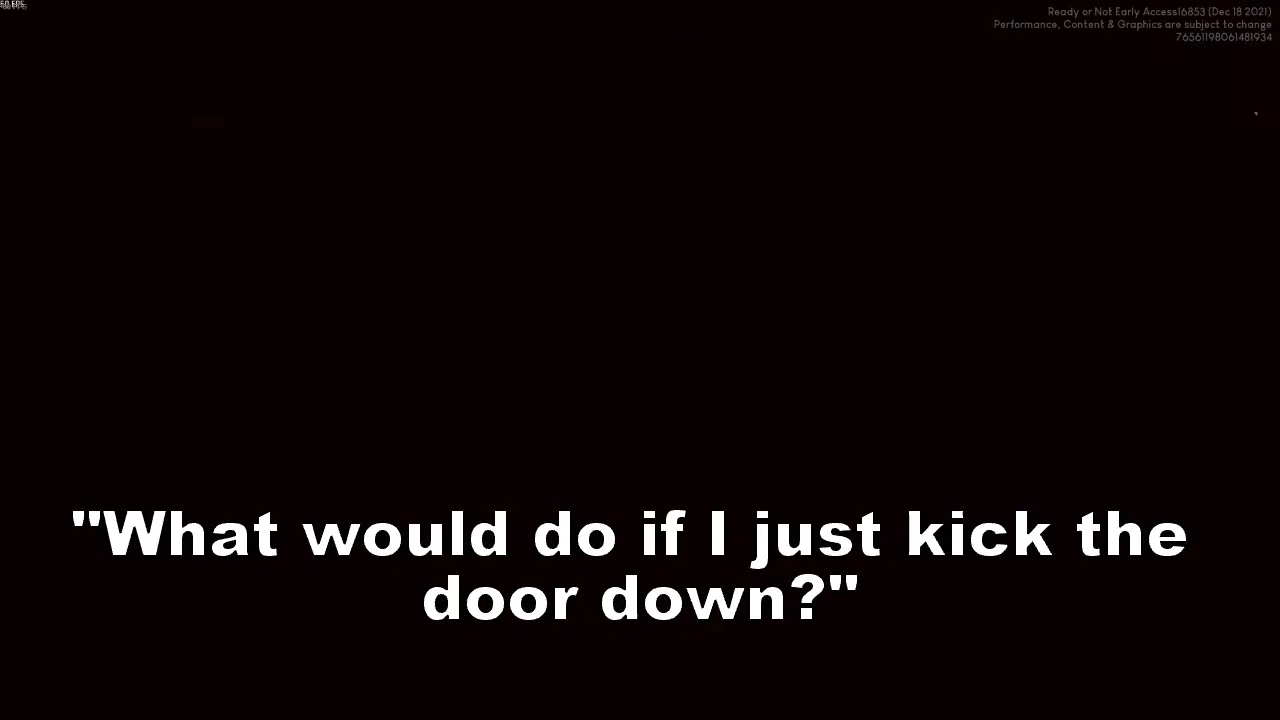 Ready or Not Early Access16853 (Dec 18 2021)
Performance, Content & Graphics are subject to change
76561198061481934
"What would do if I just kick the
door down?"